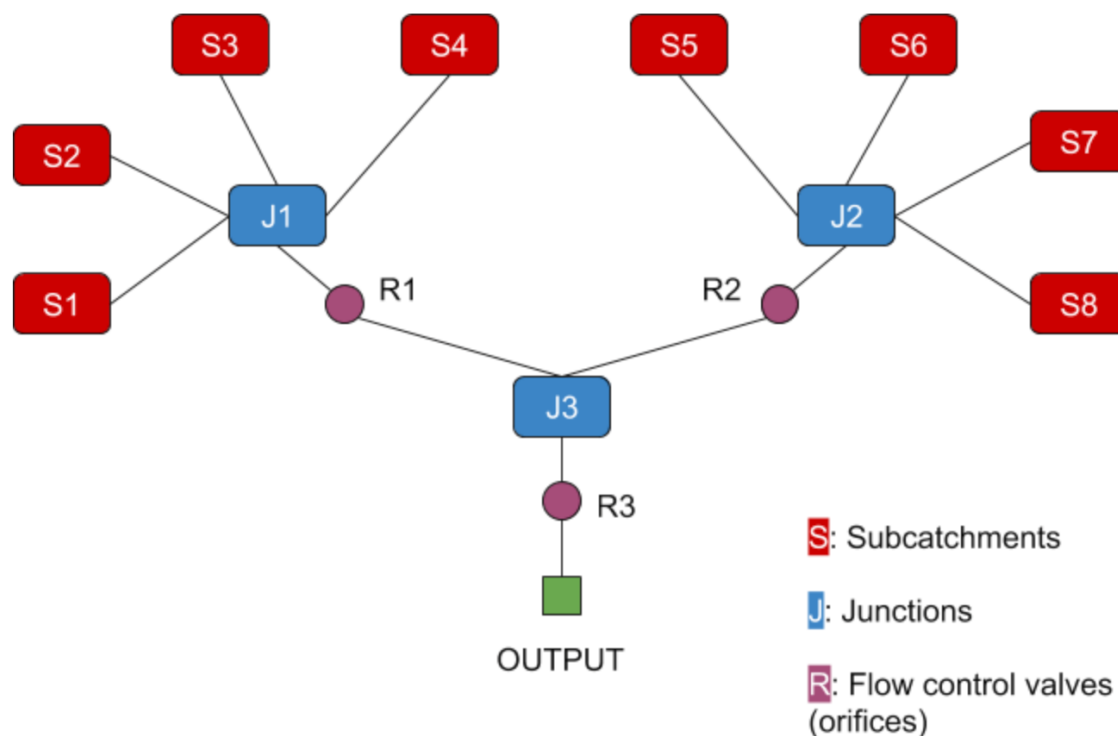 S3
S4
S5
S6
S2
S7
J1
J2
S1
R1
R2
S8
J3
R3
S: Subcatchments
J: Junctions
OUTPUT
R: Flow control valves
(orifices)